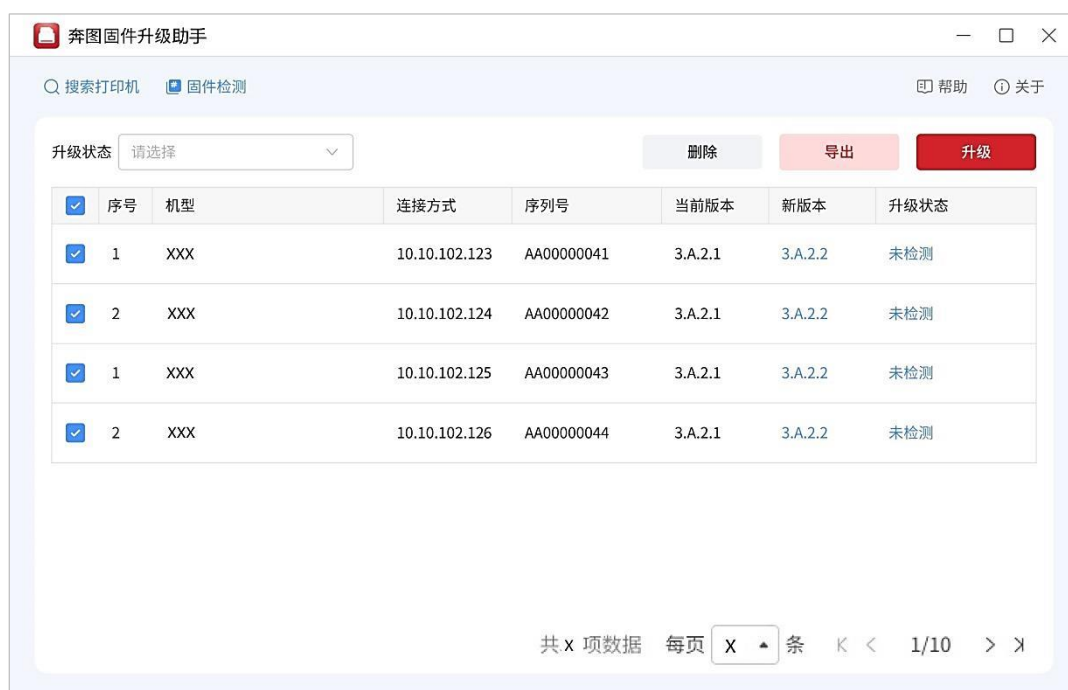 奔图固件升级助手
搜索打印机 固件检测 帮助 关于
升级状态 请选择 删除 导出 升级
序号 机型 连接方式 序列号 当前版本 新版本 升级状态
1 XXX 10.10.102.123 AA00000041 3.A.2.1 3.A.2.2 未检测
2 XXX 10.10.102.124 AA00000042 3.A.2.1 3.A.2.2 未检测
1 XXX 10.10.102.125 AA00000043 3.A.2.1 3.A.2.2 未检测
2 XXX 10.10.102.126 AA00000044 3.A.2.1 3.A.2.2 未检测
共 x 项数据 每页 X 条 1/10